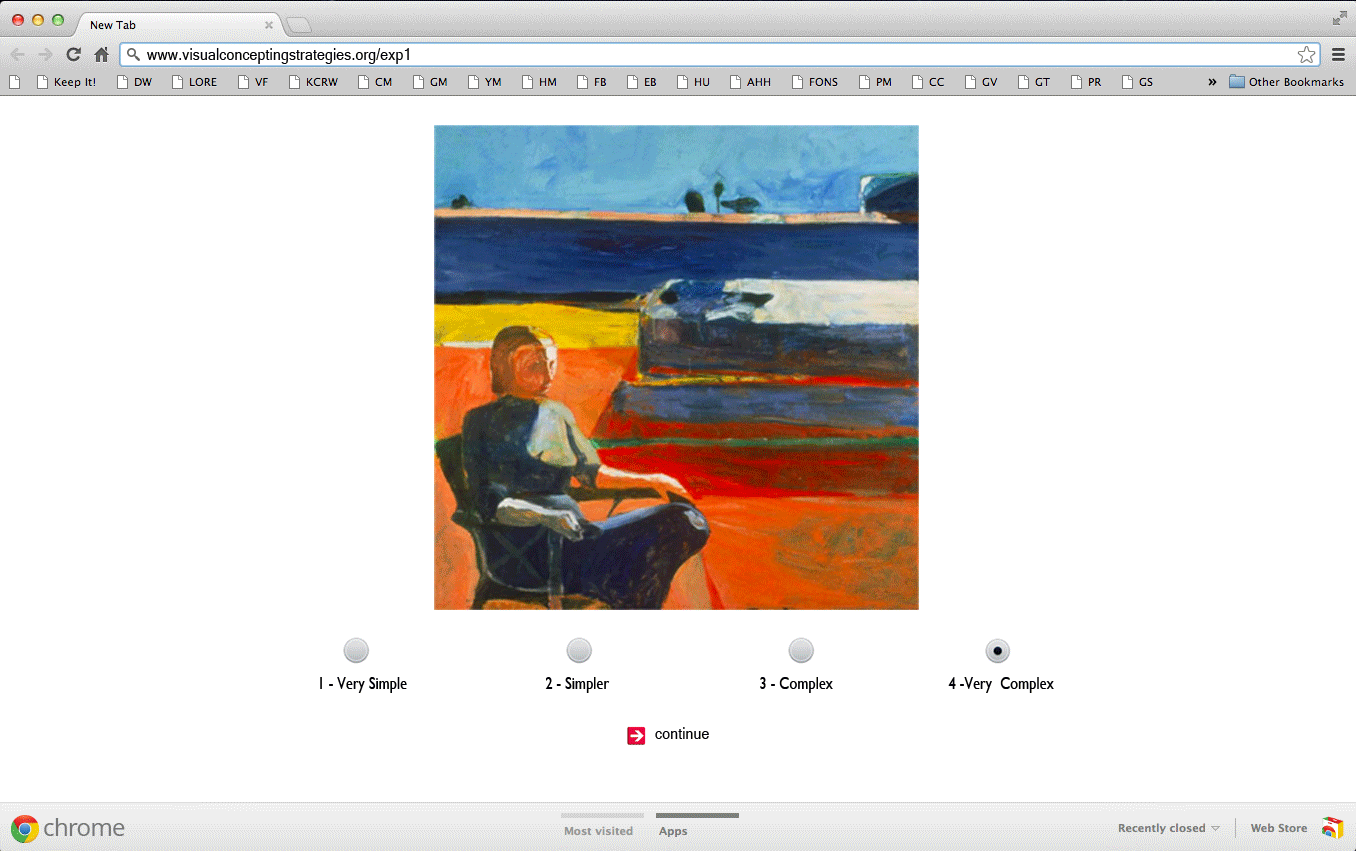 New Tab
www.visualconceptingstrategies.org/exp1
Keep It! DW LORE VF KCRW CM GM YM HM FB EB HU AHH FONS PM CC GV GT PR GS » Other Bookmarks
1 - Very Simple 2 - Simpler 3 - Complex 4 -Very Complex
continue
chrome Most visited Apps Recently closed Web Store